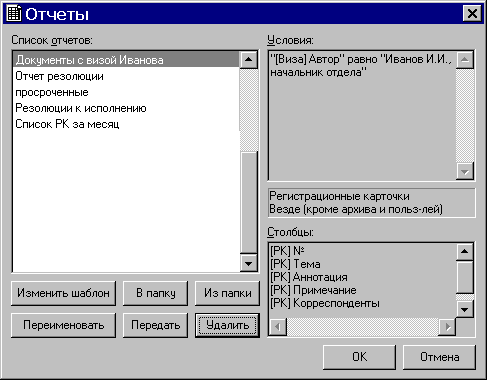 Отчеты
Список отчетов:
Документы с визой Иванова
Отчет резолюции
просроченные
Резолюции к исполнению
Список РК за месяц
Изменить шаблон
В папку
Из папки
Переименовать
Передать
Удалить
Условия:
"[Виза] Автор" равно "Иванов И.И.,
начальник отдела"
Регистрационные карточки
Везде (кроме архива и польз-лей)
Столбцы:
[РК] №
[РК] Тема
[РК] Аннотация
[РК] Примечание
[РК] Корреспонденты
ОК
Отмена